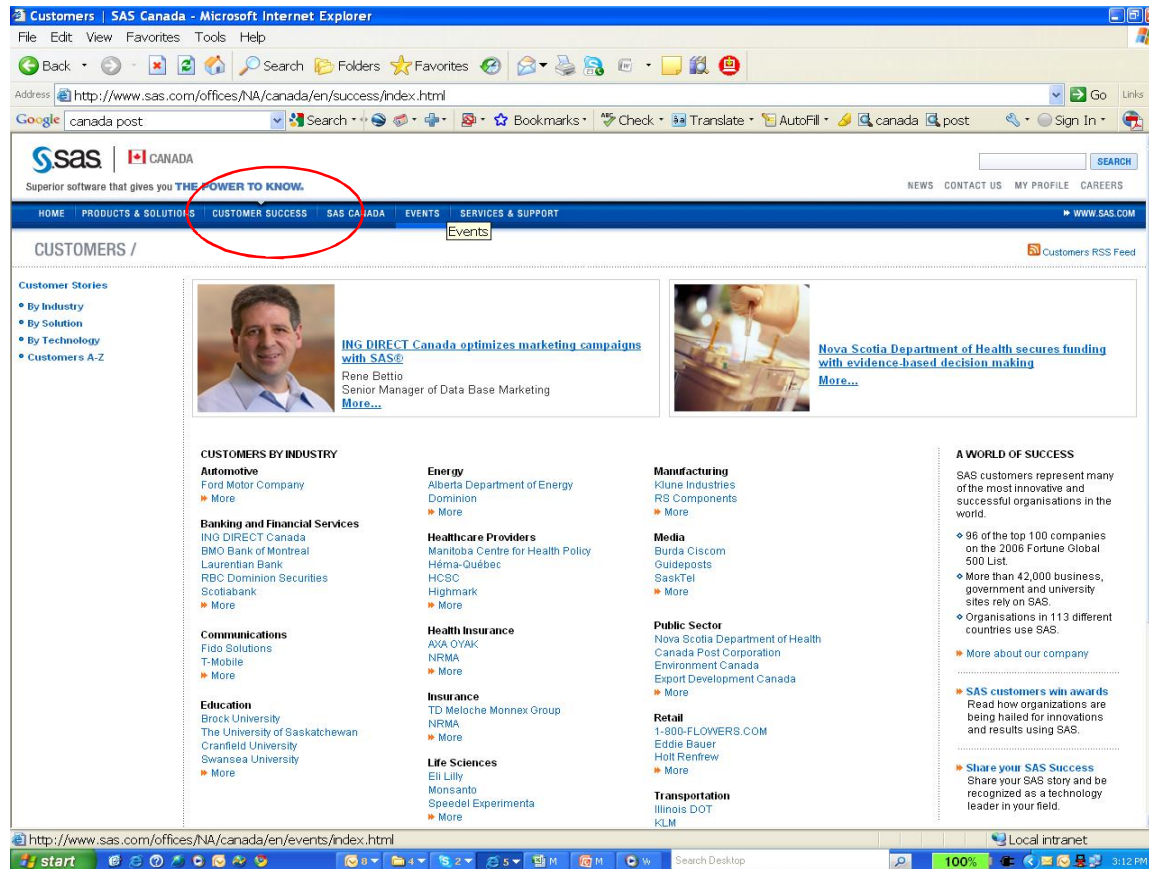 Customers | SAS Canada - Microsoft Internet Explorer
File Edit View Favorites Tools Help
Back Search Folders Favorites
Address http://www.sas.com/offices/NA/canada/en/success/index.html Go Links
Google canada post Search Bookmarks Check Translate AutoFill canada post Sign In
sas CANADA
Superior software that gives you THE POWER TO KNOW.
SEARCH
NEWS CONTACT US MY PROFILE CAREERS
HOME PRODUCTS & SOLUTIONS CUSTOMER SUCCESS SAS CANADA EVENTS SERVICES & SUPPORT WWW.SAS.COM
Events
CUSTOMERS /
Customers RSS Feed
Customer Stories
By Industry
By Solution
By Technology
Customers A-Z
ING DIRECT Canada optimizes marketing campaigns
with SAS®
Rene Bettio
Senior Manager of Data Base Marketing
More...
Nova Scotia Department of Health secures funding
with evidence-based decision making
More...
CUSTOMERS BY INDUSTRY
Automotive
Ford Motor Company
More
Banking and Financial Services
ING DIRECT Canada
BMO Bank of Montreal
Laurentian Bank
RBC Dominion Securities
Scotiabank
More
Communications
Fido Solutions
T-Mobile
More
Education
Brock University
The University of Saskatchewan
Cranfield University
Swansea University
More
Energy
Alberta Department of Energy
Dominion
More
Healthcare Providers
Manitoba Centre for Health Policy
Héma-Québec
HCSC
Highmark
More
Health Insurance
AXA OYAK
NRMA
More
Insurance
TD Meloche Monnex Group
NRMA
More
Life Sciences
Eli Lilly
Monsanto
Speedel Experimenta
More
Manufacturing
Klune Industries
RS Components
More
Media
Burda Ciscom
Guideposts
SaskTel
More
Public Sector
Nova Scotia Department of Health
Canada Post Corporation
Environment Canada
Export Development Canada
More
Retail
1-800-FLOWERS.COM
Eddie Bauer
Holt Renfrew
More
Transportation
Illinois DOT
KLM
A WORLD OF SUCCESS
SAS customers represent many
of the most innovative and
successful organisations in the
world.
96 of the top 100 companies
on the 2006 Fortune Global
500 List.
More than 42,000 business,
government and university
sites rely on SAS.
Organisations in 113 different
countries use SAS.
More about our company
SAS customers win awards
Read how organizations are
being hailed for innovations
and results using SAS.
Share your SAS Success
Share your SAS story and be
recognized as a technology
leader in your field.
http://www.sas.com/offices/NA/canada/en/events/index.html Local intranet
start 8 4 2 5 M M W Search Desktop 100% 3:12 PM